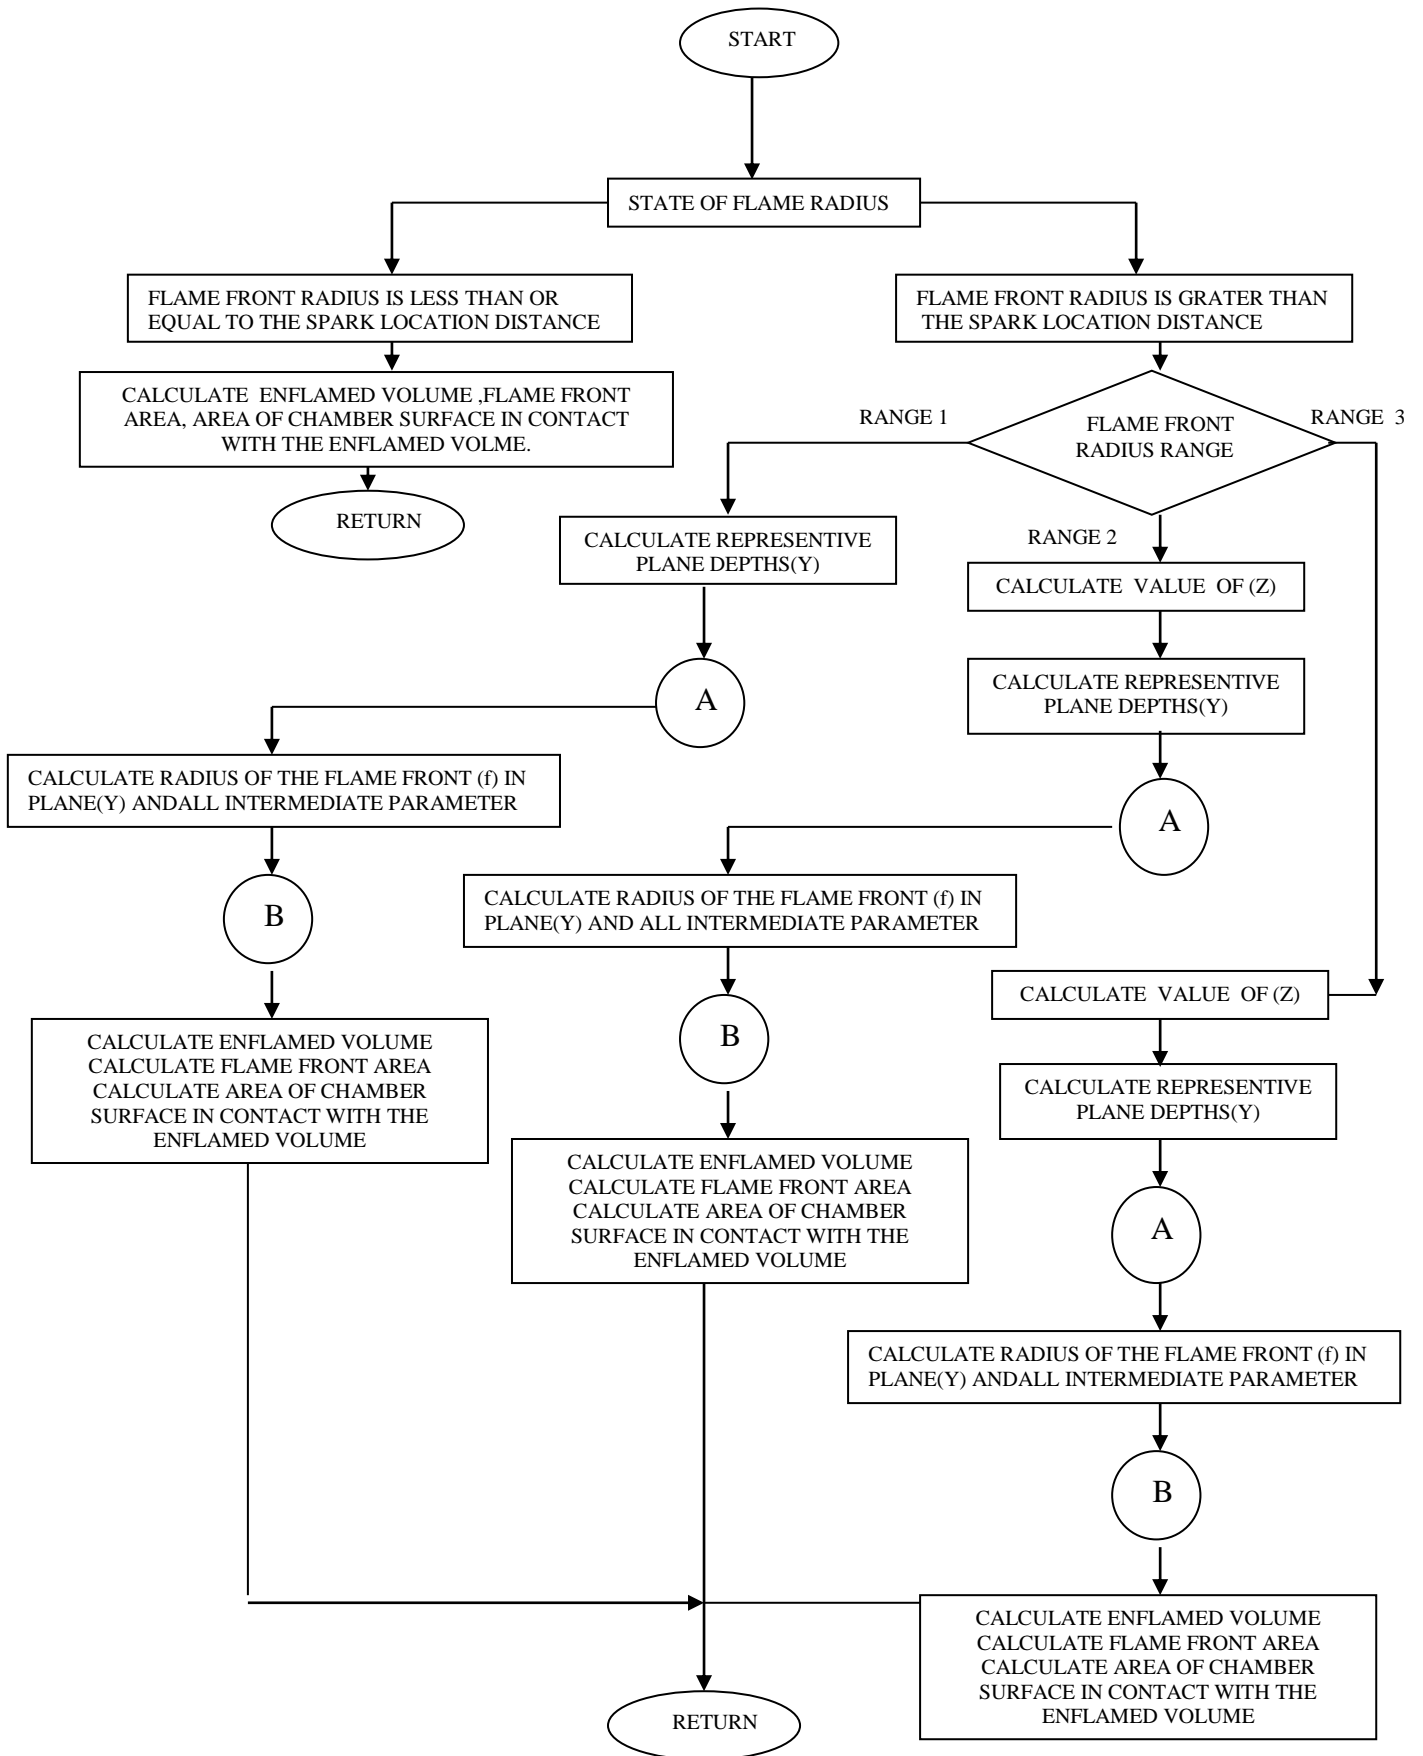 START
STATE OF FLAME RADIUS
FLAME FRONT RADIUS IS LESS THAN OR
EQUAL TO THE SPARK LOCATION DISTANCE
FLAME FRONT RADIUS IS GRATER THAN
THE SPARK LOCATION DISTANCE
CALCULATE ENFLAMED VOLUME ,FLAME FRONT
AREA, AREA OF CHAMBER SURFACE IN CONTACT
WITH THE ENFLAMED VOLME.
RETURN
RANGE 1
FLAME FRONT
RADIUS RANGE
RANGE 3
RANGE 2
CALCULATE REPRESENTIVE
PLANE DEPTHS(Y)
CALCULATE VALUE OF (Z)
CALCULATE REPRESENTIVE
PLANE DEPTHS(Y)
A
A
CALCULATE RADIUS OF THE FLAME FRONT (f) IN
PLANE(Y) ANDALL INTERMEDIATE PARAMETER
B
CALCULATE RADIUS OF THE FLAME FRONT (f) IN
PLANE(Y) AND ALL INTERMEDIATE PARAMETER
B
CALCULATE VALUE OF (Z)
CALCULATE REPRESENTIVE
PLANE DEPTHS(Y)
CALCULATE ENFLAMED VOLUME
CALCULATE FLAME FRONT AREA
CALCULATE AREA OF CHAMBER
SURFACE IN CONTACT WITH THE
ENFLAMED VOLUME
CALCULATE ENFLAMED VOLUME
CALCULATE FLAME FRONT AREA
CALCULATE AREA OF CHAMBER
SURFACE IN CONTACT WITH THE
ENFLAMED VOLUME
A
CALCULATE RADIUS OF THE FLAME FRONT (f) IN
PLANE(Y) ANDALL INTERMEDIATE PARAMETER
B
CALCULATE ENFLAMED VOLUME
CALCULATE FLAME FRONT AREA
CALCULATE AREA OF CHAMBER
SURFACE IN CONTACT WITH THE
ENFLAMED VOLUME
RETURN